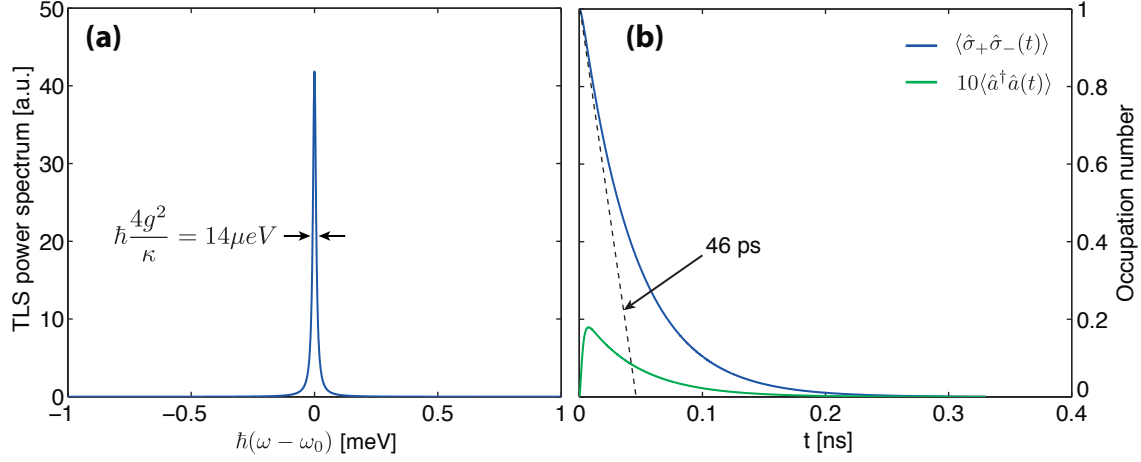 (a)
TLS power spectrum [a.u.]
50
40
30
20
10
0
ℏ4g²/κ = 14μeV
−1
−0.5
0
0.5
1
ℏ(ω − ω₀) [meV]
(b)
⟨σ̂₊σ̂₋(t)⟩
10⟨â†â(t)⟩
46 ps
1
0.8
0.6
0.4
0.2
0
Occupation number
0
0.1
0.2
0.3
0.4
t [ns]